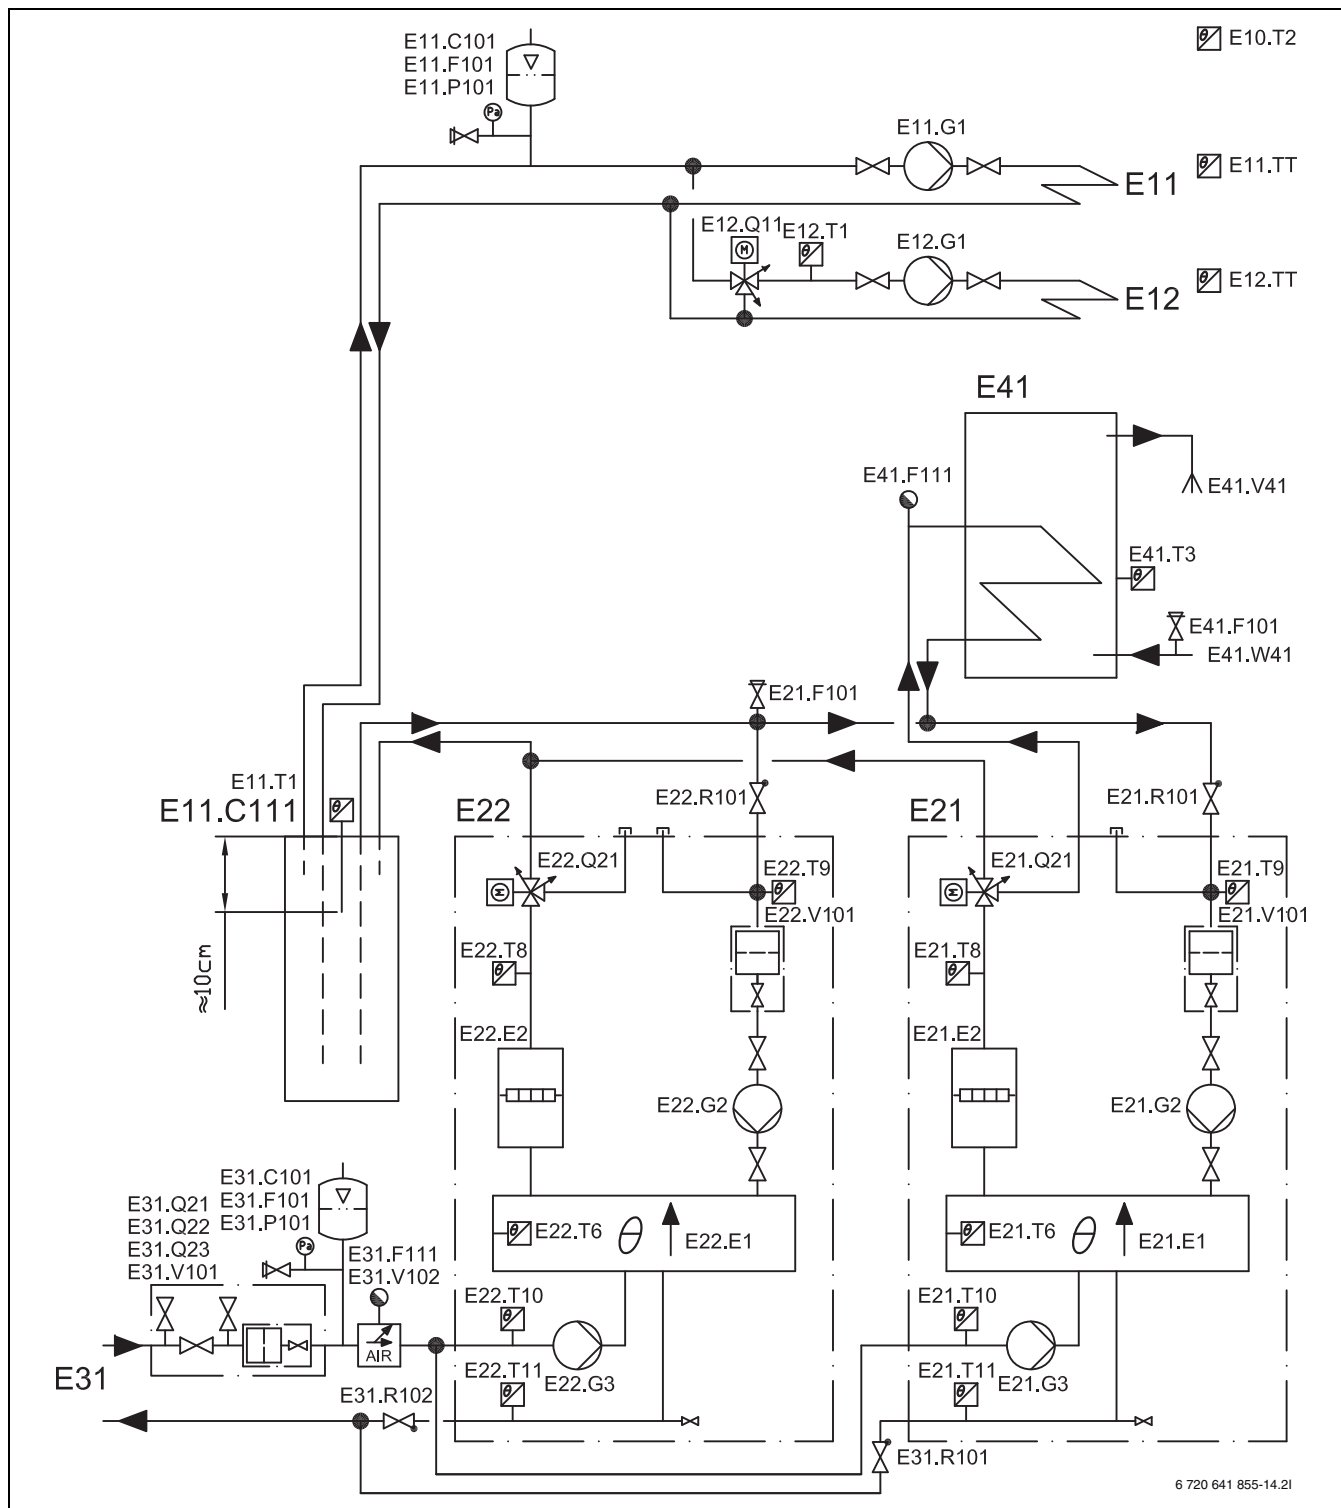 E11.C101
E11.F101
E11.P101
Pa
E10.T2
θ
E11.G1
E11
E11.TT
θ
E12.Q11
M
E12.T1
θ
E12.G1
E12
E12.TT
θ
E41
E41.F111
E41.V41
E41.T3
θ
E41.F101
E41.W41
E21.F101
E11.T1
E11.C111
θ
E22
E22.R101
E21
E21.R101
E22.Q21
M
E22.T9
θ
E22.V101
E21.Q21
M
E21.T9
θ
E21.V101
≈10cm
E22.T8
θ
E21.T8
θ
E22.E2
E22.G2
E21.E2
E21.G2
E31.C101
E31.F101
E31.P101
Pa
E31.Q21
E31.Q22
E31.Q23
E31.V101
E31.F111
E31.V102
AIR
E22.T6
θ
θ
E22.E1
E21.T6
θ
θ
E21.E1
E22.T10
θ
E21.T10
θ
E31
E31.R102
E22.T11
θ
E22.G3
E21.T11
θ
E21.G3
E31.R101
6 720 641 855-14.2I